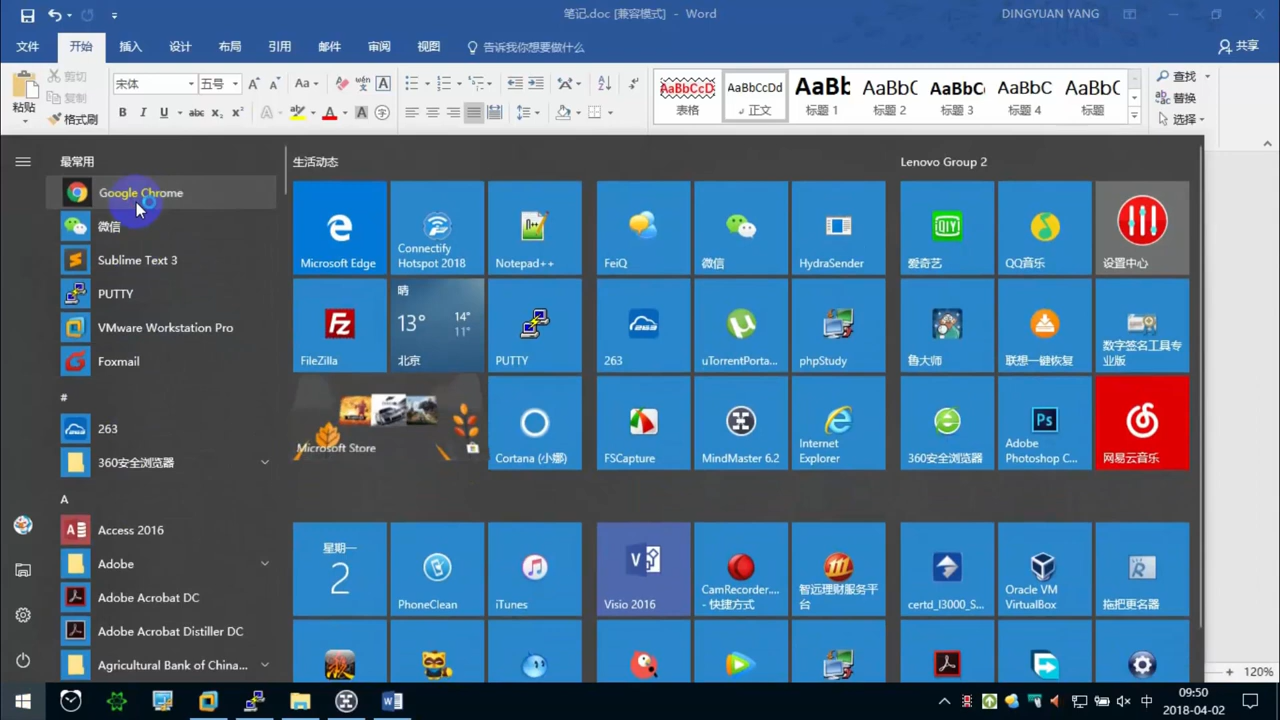 笔记.doc [兼容模式] - Word
DINGYUAN YANG
文件
开始
插入
设计
布局
引用
邮件
审阅
视图
告诉我你想要做什么
共享
粘贴
剪切
复制
格式刷
宋体
五号
AaBbCcD
表格
AaBbCcDd
正文
AaBb
标题 1
AaBbC
标题 2
AaBbC
标题 3
AaBbC
标题 4
AaBbC
标题
查找
替换
选择
最常用
Google Chrome
微信
Sublime Text 3
PUTTY
VMware Workstation Pro
Foxmail
#
263
360安全浏览器
A
Access 2016
Adobe
Adobe Acrobat DC
Adobe Acrobat Distiller DC
Agricultural Bank of China...
生活动态
Microsoft Edge
Connectify
Hotspot 2018
Notepad++
FeiQ
微信
HydraSender
FileZilla
晴
13°
14°
11°
北京
PUTTY
263
uTorrentPorta...
phpStudy
Microsoft Store
Cortana (小娜)
FSCapture
MindMaster 6.2
Internet
Explorer
Lenovo Group 2
爱奇艺
QQ音乐
设置中心
鲁大师
联想一键恢复
数字签名工具专
业版
360安全浏览器
Adobe
Photoshop C...
网易云音乐
星期一
2
PhoneClean
iTunes
Visio 2016
CamRecorder....
- 快捷方式
智远理财服务平
台
certd_I3000_S...
Oracle VM
VirtualBox
拖把更名器
120%
中
09:50
2018-04-02